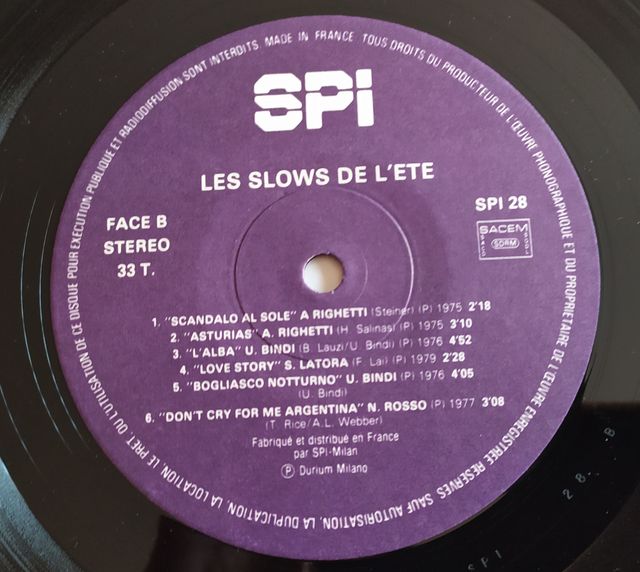 SPI
LES SLOWS DE L'ETE
FACE B
STEREO
33 T.
SPI 28
SACEM
SACD
SDRM
SGDL
1. "SCANDALO AL SOLE" A RIGHETTI (Steiner) (P) 1975 2'18
2. "ASTURIAS" A. RIGHETTI (H Salinas) (P) 1975 3'10
3. "L'ALBA" U. BINDI (B. Lauzi/U. Bindi) (P) 1976 4'52
4. "LOVE STORY" S. LATORA (F. Lai) (P) 1979 2'28
5. "BOGLIASCO NOTTURNO" U. BINDI (P) 1976 4'05
(U. Bindi)
6. "DON'T CRY FOR ME ARGENTINA" N. ROSSO (P) 1977 3'08
(T. Rice/A.L. Webber)
Fabriqué et distribué en France
par SPI-Milan
Ⓟ Durium Milano
MADE IN FRANCE. TOUS DROITS DU PRODUCTEUR DE L'ŒUVRE PHONOGRAPHIQUE ET DU PROPRIETAIRE DE L'ŒUVRE ENREGISTREE RESERVES. SAUF AUTORISATION, LA DUPLICATION, LA LOCATION, LE PRET OU L'UTILISATION DE CE DISQUE POUR EXECUTION PUBLIQUE ET RADIODIFFUSION SONT INTERDITS.
SPI 28 B